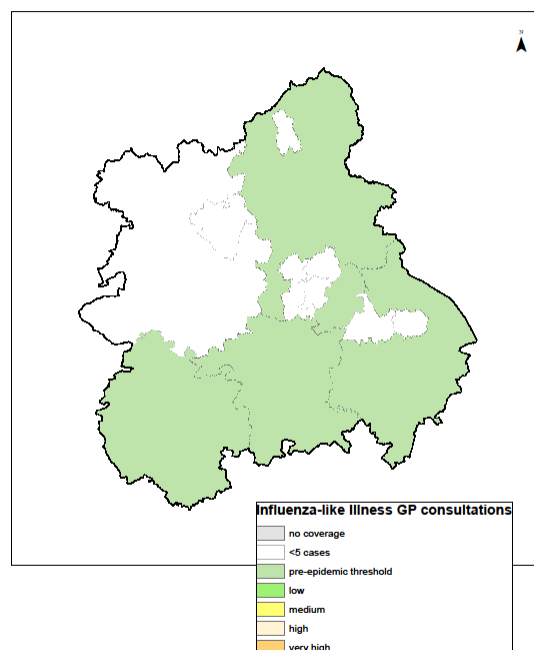 N
Influenza-like Illness GP consultations
no coverage
<5 cases
pre-epidemic threshold
low
medium
high
very high